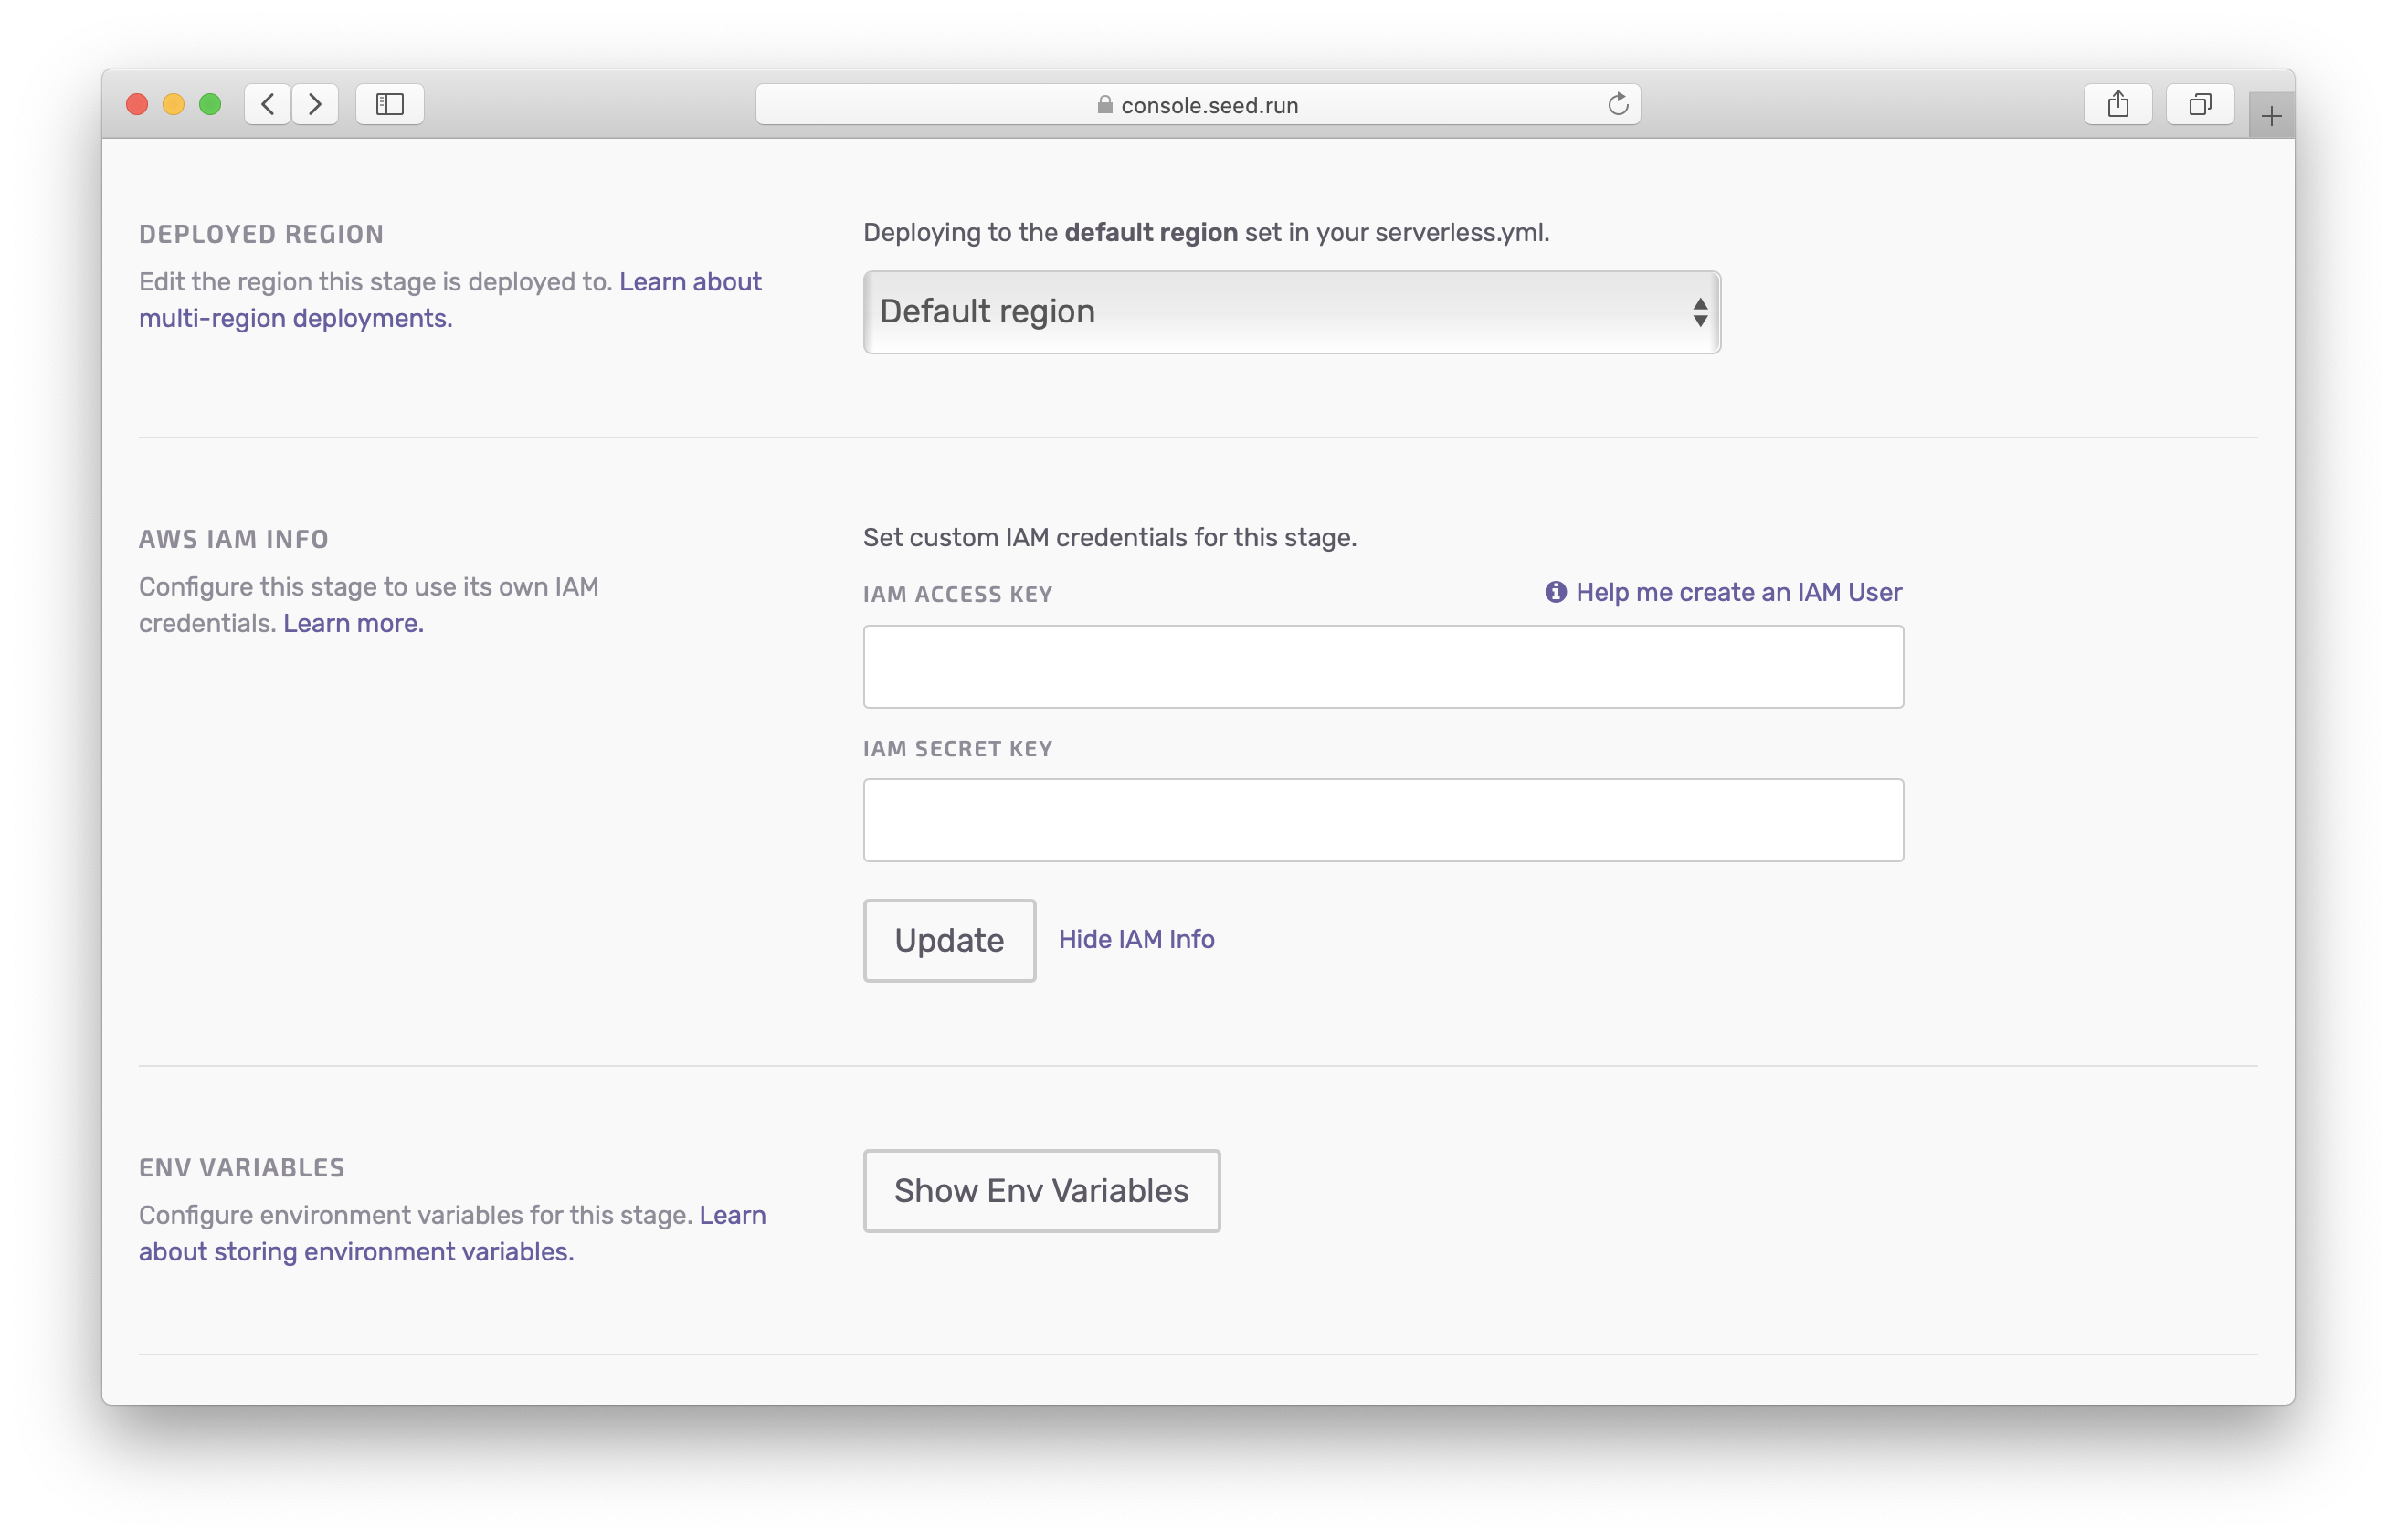 console.seed.run
DEPLOYED REGION
Edit the region this stage is deployed to. Learn about
multi-region deployments.
Deploying to the default region set in your serverless.yml.
Default region
AWS IAM INFO
Configure this stage to use its own IAM
credentials. Learn more.
Set custom IAM credentials for this stage.
IAM ACCESS KEY
Help me create an IAM User
IAM SECRET KEY
Update
Hide IAM Info
ENV VARIABLES
Configure environment variables for this stage. Learn
about storing environment variables.
Show Env Variables